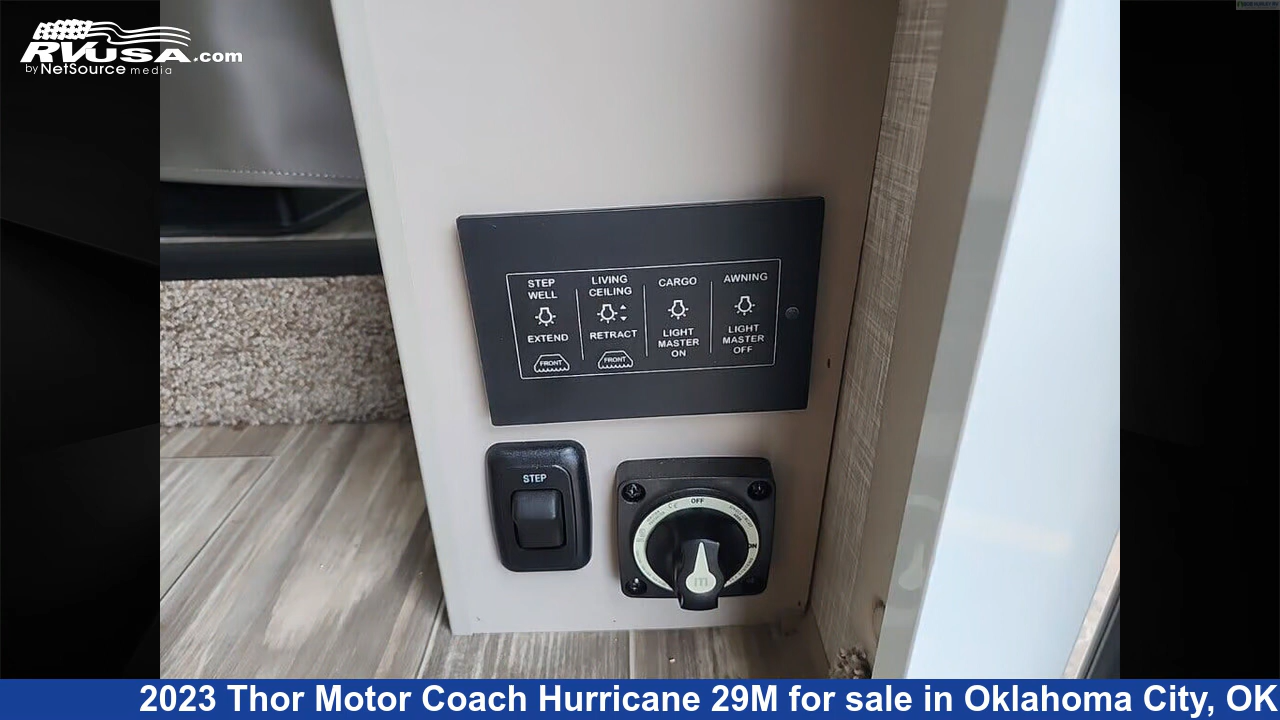 RVUSA.com
by NetSource media
STEP WELL
LIVING CEILING
CARGO
AWNING
EXTEND
RETRACT
LIGHT MASTER ON
LIGHT MASTER OFF
FRONT
FRONT
STEP
OFF
ON
m
2023 Thor Motor Coach Hurricane 29M for sale in Oklahoma City, OK